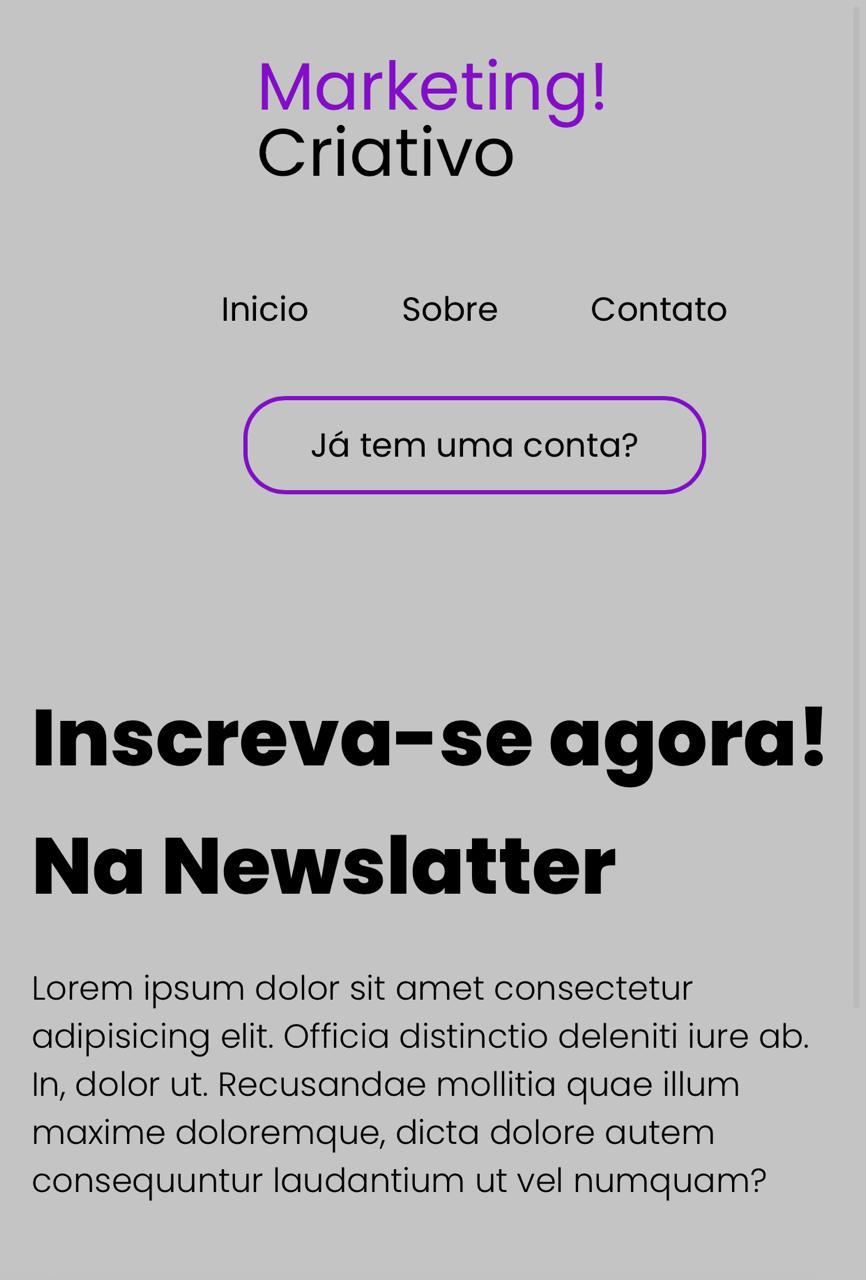 Marketing!
Criativo
Inicio
Sobre
Contato
Já tem uma conta?
Inscreva-se agora!
Na Newslatter
Lorem ipsum dolor sit amet consectetur
adipisicing elit. Officia distinctio deleniti iure ab.
In, dolor ut. Recusandae mollitia quae illum
maxime doloremque, dicta dolore autem
consequuntur laudantium ut vel numquam?